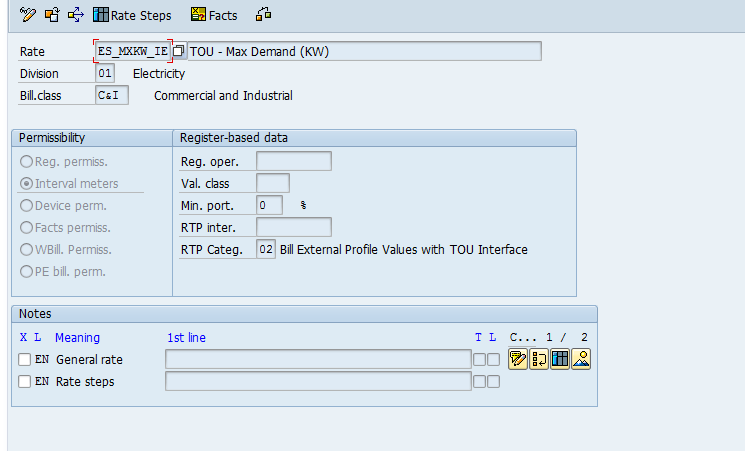 Rate Steps Facts
Rate ES_MXKW_IE TOU - Max Demand (KW)
Division 01 Electricity
Bill.class C&I Commercial and Industrial
Permissibility Register-based data
Reg. permiss. Reg. oper.
Interval meters Val. class
Device perm. Min. port. 0 %
Facts permiss. RTP inter.
WBill. Permiss. RTP Categ. 02 Bill External Profile Values with TOU Interface
PE bill. perm.
Notes
X L Meaning 1st line T L C... 1 / 2
EN General rate
EN Rate steps